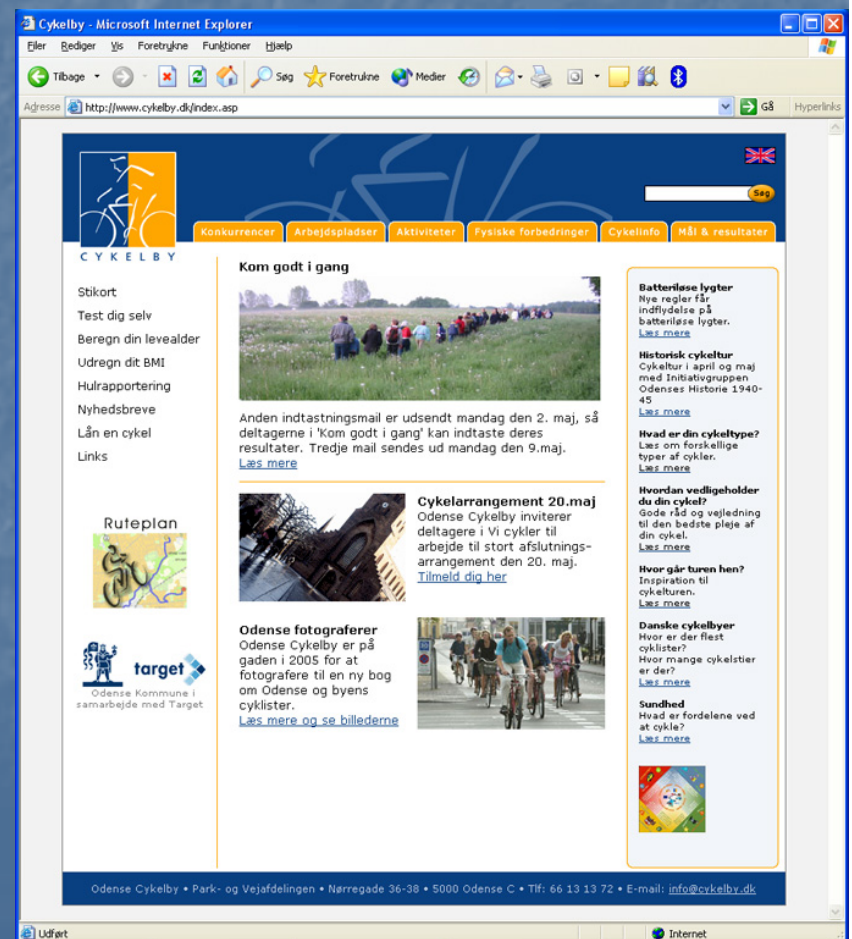 Cykelby - Microsoft Internet Explorer
Filer Rediger Vis Foretrukne Funktioner Hjælp
Tilbage Søg Foretrukne Medier
Adresse http://www.cykelby.dk/index.asp Gå Hyperlinks
Søg
Konkurrencer Arbejdspladser Aktiviteter Fysiske forbedringer Cykelinfo Mål & resultater
CYKELBY
Stikort
Test dig selv
Beregn din levealder
Udregn dit BMI
Hulrapportering
Nyhedsbreve
Lån en cykel
Links
Ruteplan
target
Odense Kommune i
samarbejde med Target
Kom godt i gang
Anden indtastningsmail er udsendt mandag den 2. maj, så
deltagerne i 'Kom godt i gang' kan indtaste deres
resultater. Tredje mail sendes ud mandag den 9.maj.
Læs mere
Cykelarrangement 20.maj
Odense Cykelby inviterer
deltagere i Vi cykler til
arbejde til stort afslutnings-
arrangement den 20. maj.
Tilmeld dig her
Odense fotograferer
Odense Cykelby er på
gaden i 2005 for at
fotografere til en ny bog
om Odense og byens
cyklister.
Læs mere og se billederne
Batteriløse lygter
Nye regler får
indflydelse på
batteriløse lygter.
Læs mere
Historisk cykeltur
Cykeltur i april og maj
med Initiativgruppen
Odenses Historie 1940-
45
Læs mere
Hvad er din cykeltype?
Læs om forskellige
typer af cykler.
Læs mere
Hvordan vedligeholder
du din cykel?
Gode råd og vejledning
til den bedste pleje af
din cykel.
Læs mere
Hvor går turen hen?
Inspiration til
cykelturen.
Læs mere
Danske cykelbyer
Hvor er der flest
cyklister?
Hvor mange cykelstier
er der?
Læs mere
Sundhed
Hvad er fordelene ved
at cykle?
Læs mere
Odense Cykelby • Park- og Vejafdelingen • Nørregade 36-38 • 5000 Odense C • Tlf: 66 13 13 72 • E-mail: info@cykelby.dk
Udført Internet